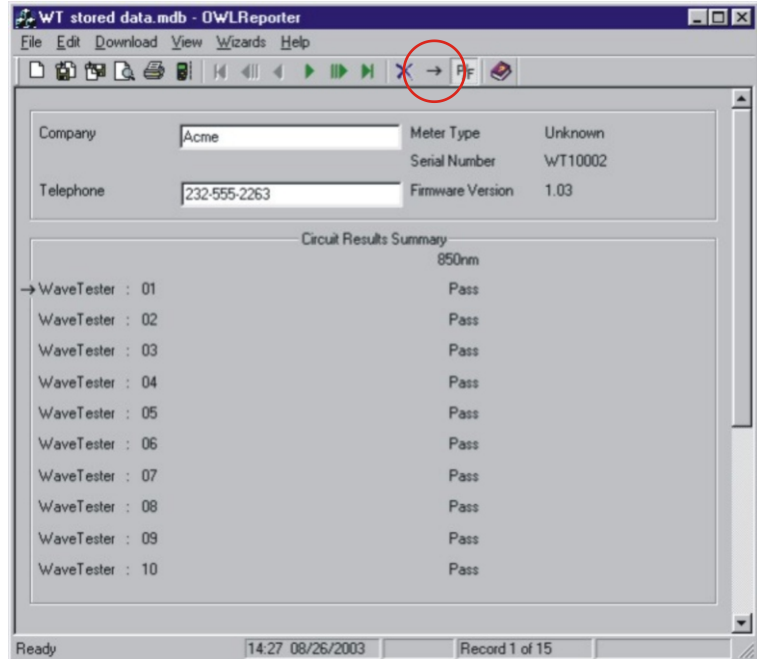 WT stored data.mdb - OWLReporter
File Edit Download View Wizards Help
P/F
Company Acme Meter Type Unknown
Serial Number WT10002
Telephone 232-555-2263 Firmware Version 1.03
Circuit Results Summary
850nm
WaveTester : 01 Pass
WaveTester : 02 Pass
WaveTester : 03 Pass
WaveTester : 04 Pass
WaveTester : 05 Pass
WaveTester : 06 Pass
WaveTester : 07 Pass
WaveTester : 08 Pass
WaveTester : 09 Pass
WaveTester : 10 Pass
Ready 14:27 08/26/2003 Record 1 of 15